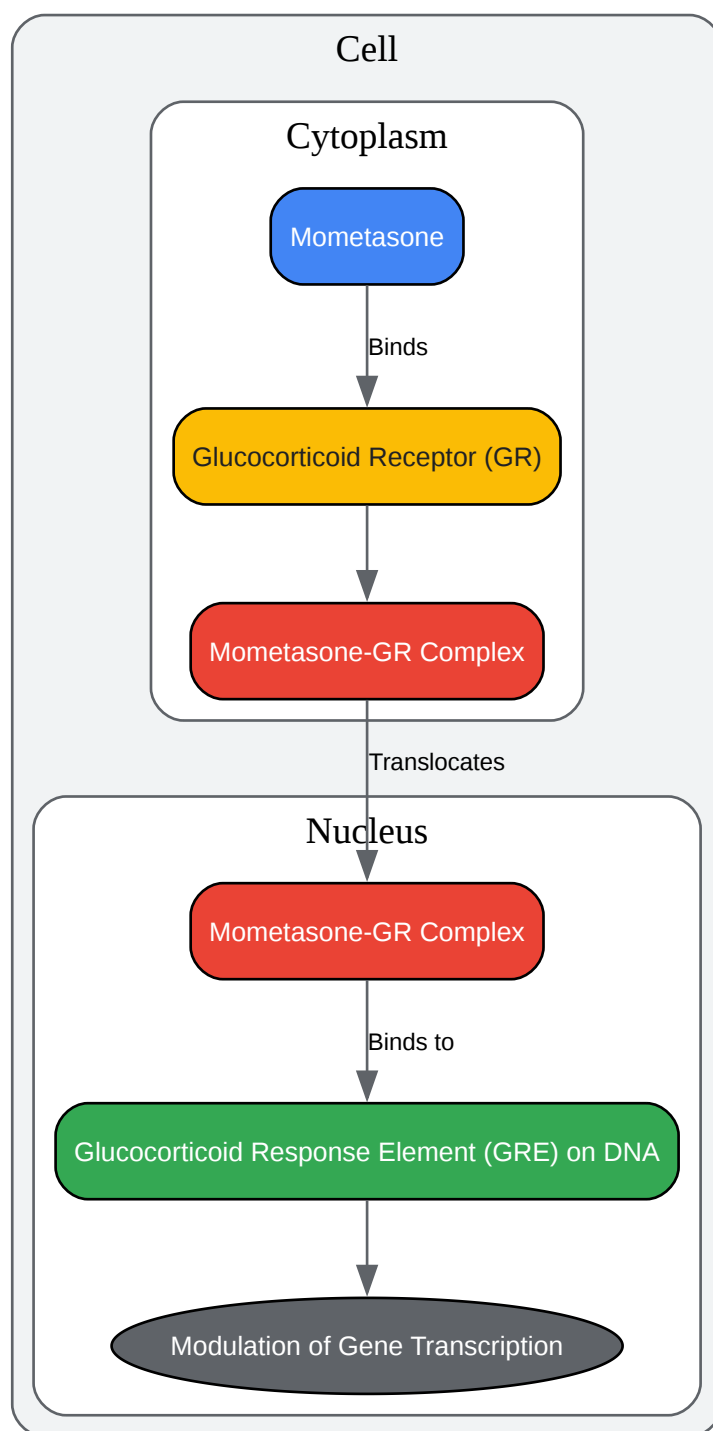 Cell
Cytoplasm
Mometasone
Binds
Glucocorticoid Receptor (GR)
Mometasone-GR Complex
Translocates
Nucleus
Mometasone-GR Complex
Binds to
Glucocorticoid Response Element (GRE) on DNA
Modulation of Gene Transcription